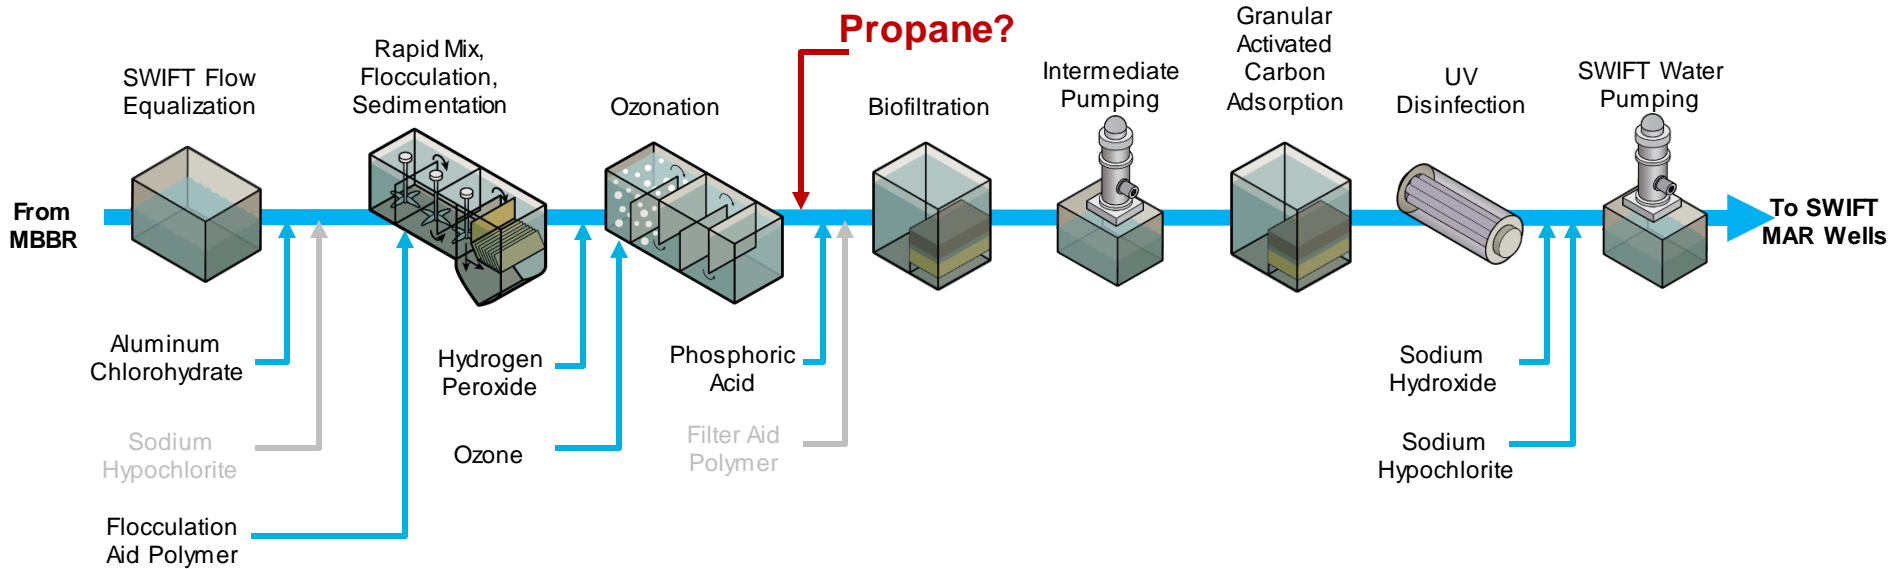 Propane?
Granular
Activated
Carbon
Adsorption
Rapid Mix,
Flocculation,
Sedimentation
SWIFT Flow
Equalization
Ozonation
Biofiltration
Intermediate
Pumping
UV
Disinfection
SWIFT Water
Pumping
From
MBBR
To SWIFT
MAR Wells
Aluminum
Chlorohydrate
Sodium
Hypochlorite
Flocculation
Aid Polymer
Hydrogen
Peroxide
Ozone
Phosphoric
Acid
Filter Aid
Polymer
Sodium
Hydroxide
Sodium
Hypochlorite